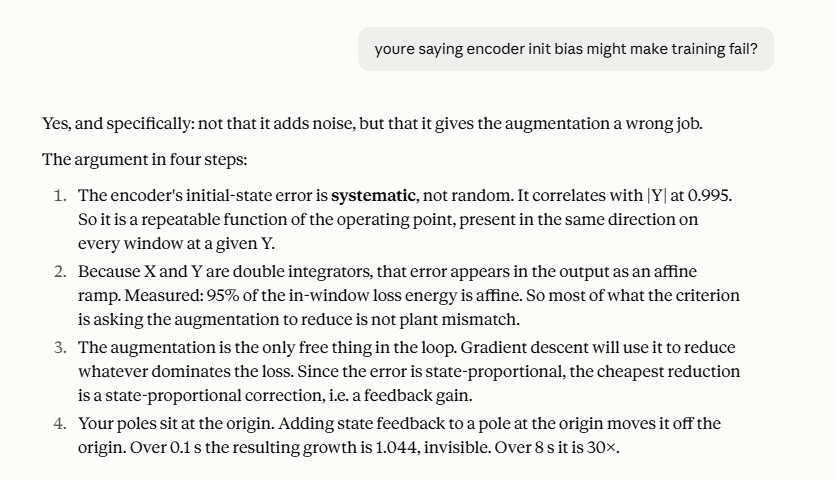 youre saying encoder init bias might make training fail?
Yes, and specifically: not that it adds noise, but that it gives the augmentation a wrong job.
The argument in four steps:
1. The encoder's initial-state error is systematic, not random. It correlates with |Y| at 0.995.
So it is a repeatable function of the operating point, present in the same direction on
every window at a given Y.
2. Because X and Y are double integrators, that error appears in the output as an affine
ramp. Measured: 95% of the in-window loss energy is affine. So most of what the criterion
is asking the augmentation to reduce is not plant mismatch.
3. The augmentation is the only free thing in the loop. Gradient descent will use it to reduce
whatever dominates the loss. Since the error is state-proportional, the cheapest reduction
is a state-proportional correction, i.e. a feedback gain.
4. Your poles sit at the origin. Adding state feedback to a pole at the origin moves it off the
origin. Over 0.1 s the resulting growth is 1.044, invisible. Over 8 s it is 30×.